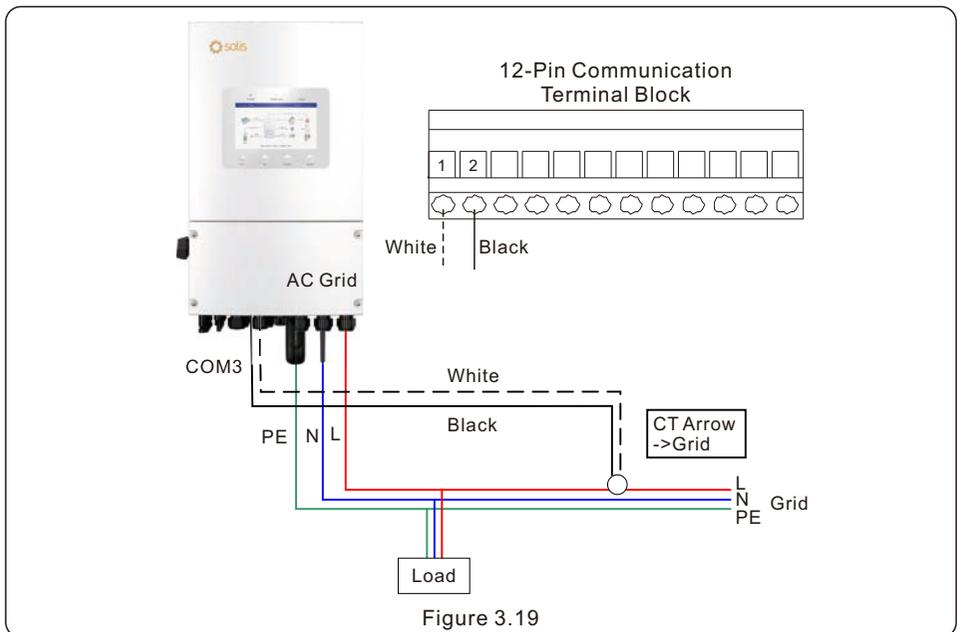 solis
12-Pin Communication
Terminal Block
1 2
White Black
AC Grid
COM3
White
Black
PE N L
CT Arrow
->Grid
L
N Grid
PE
Load
Figure 3.19